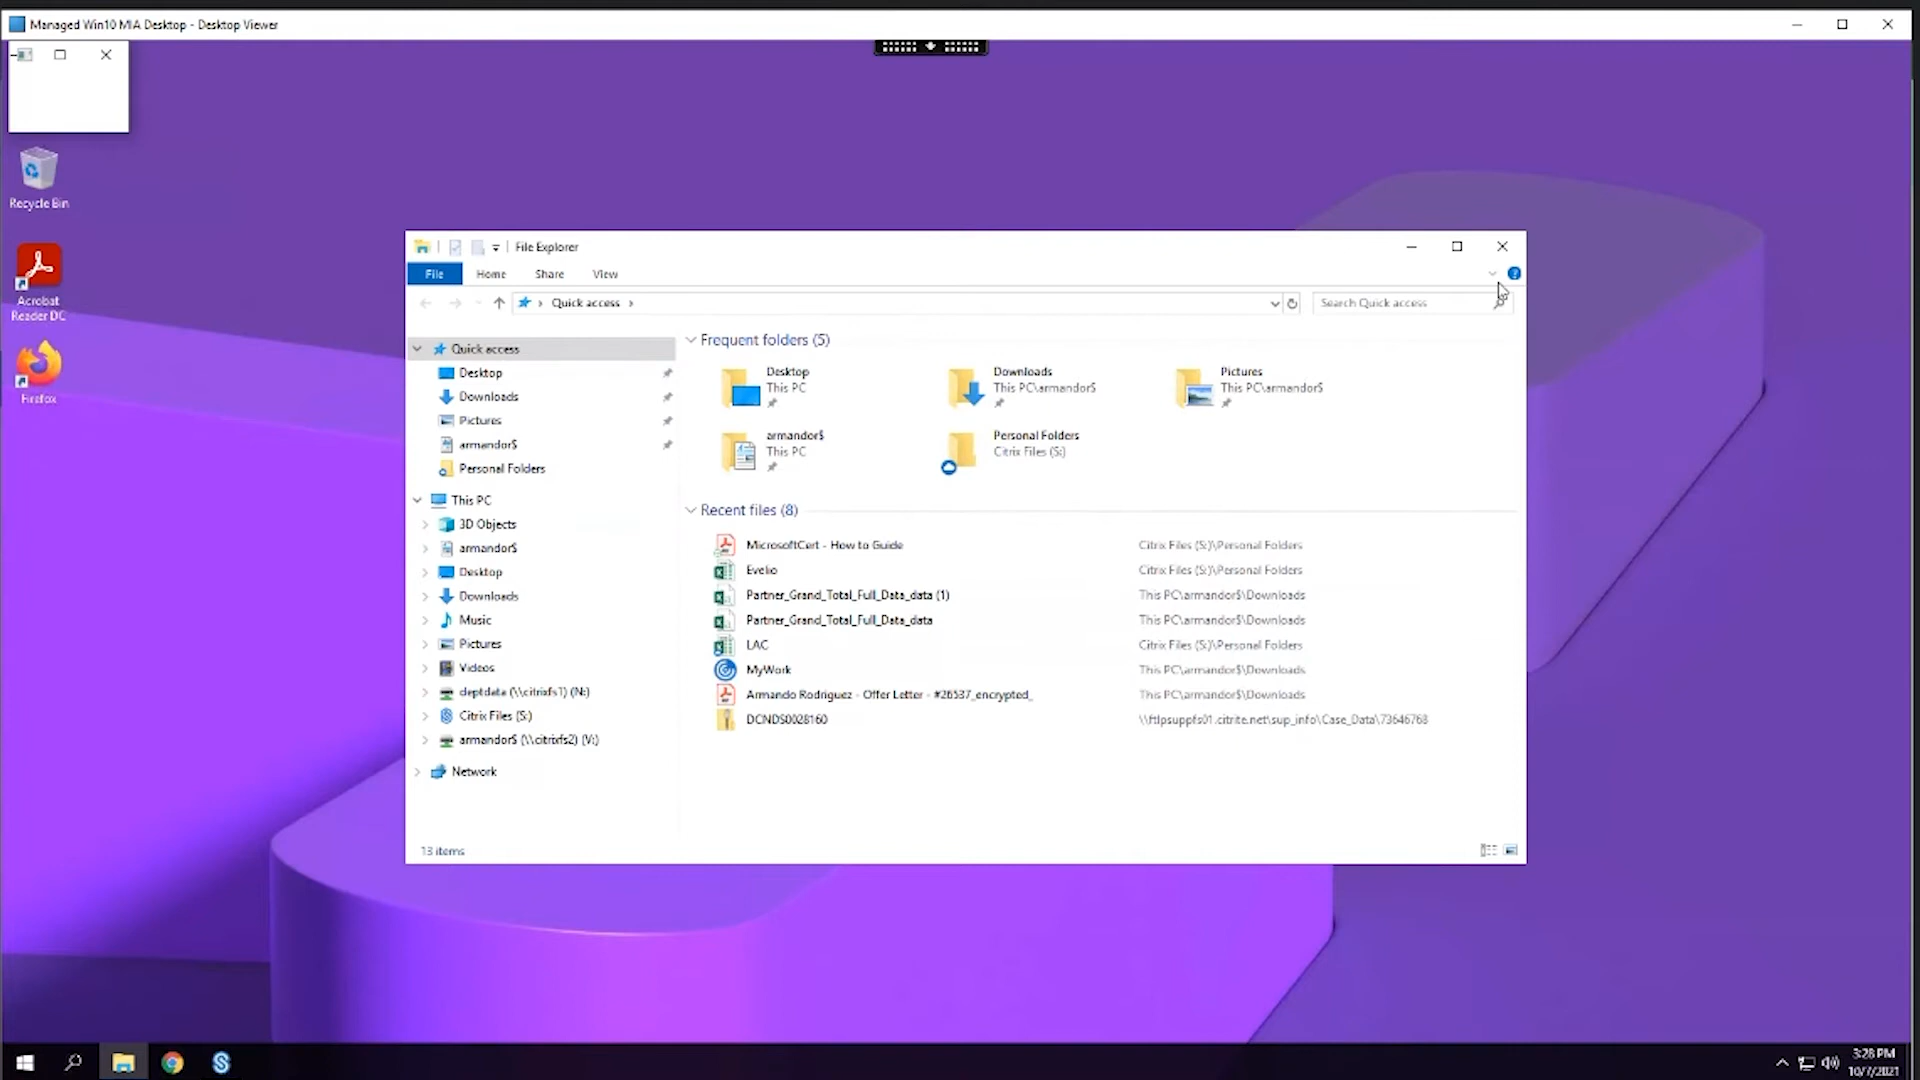 Managed Win10 MIA Desktop - Desktop Viewer
Recycle Bin
Acrobat
Reader DC
Firefox
File Explorer
File Home Share View
Quick access
Search Quick access
Quick access
Desktop
Downloads
Pictures
armandor$
Personal Folders
This PC
3D Objects
armandor$
Desktop
Downloads
Music
Pictures
Videos
deptdata (\\citrixfs1) (N:)
Citrix Files (S:)
armandor$ (\\citrixfs2) (V:)
Network
Frequent folders (5)
Desktop
This PC
Downloads
This PC\armandor$
Pictures
This PC\armandor$
armandor$
This PC
Personal Folders
Citrix Files (S:)
Recent files (8)
MicrosoftCert - How to Guide Citrix Files (S:)\Personal Folders
Evelio Citrix Files (S:)\Personal Folders
Partner_Grand_Total_Full_Data_data (1) This PC\armandor$\Downloads
Partner_Grand_Total_Full_Data_data This PC\armandor$\Downloads
LAC Citrix Files (S:)\Personal Folders
MyWork This PC\armandor$\Downloads
Armando Rodriguez - Offer Letter - #26537_encrypted_ This PC\armandor$\Downloads
DCNDS0028160 \\ftlpsuppfs01.citrite.net\sup_info\Case_Data\73646768
13 items
3:28 PM
10/7/2021